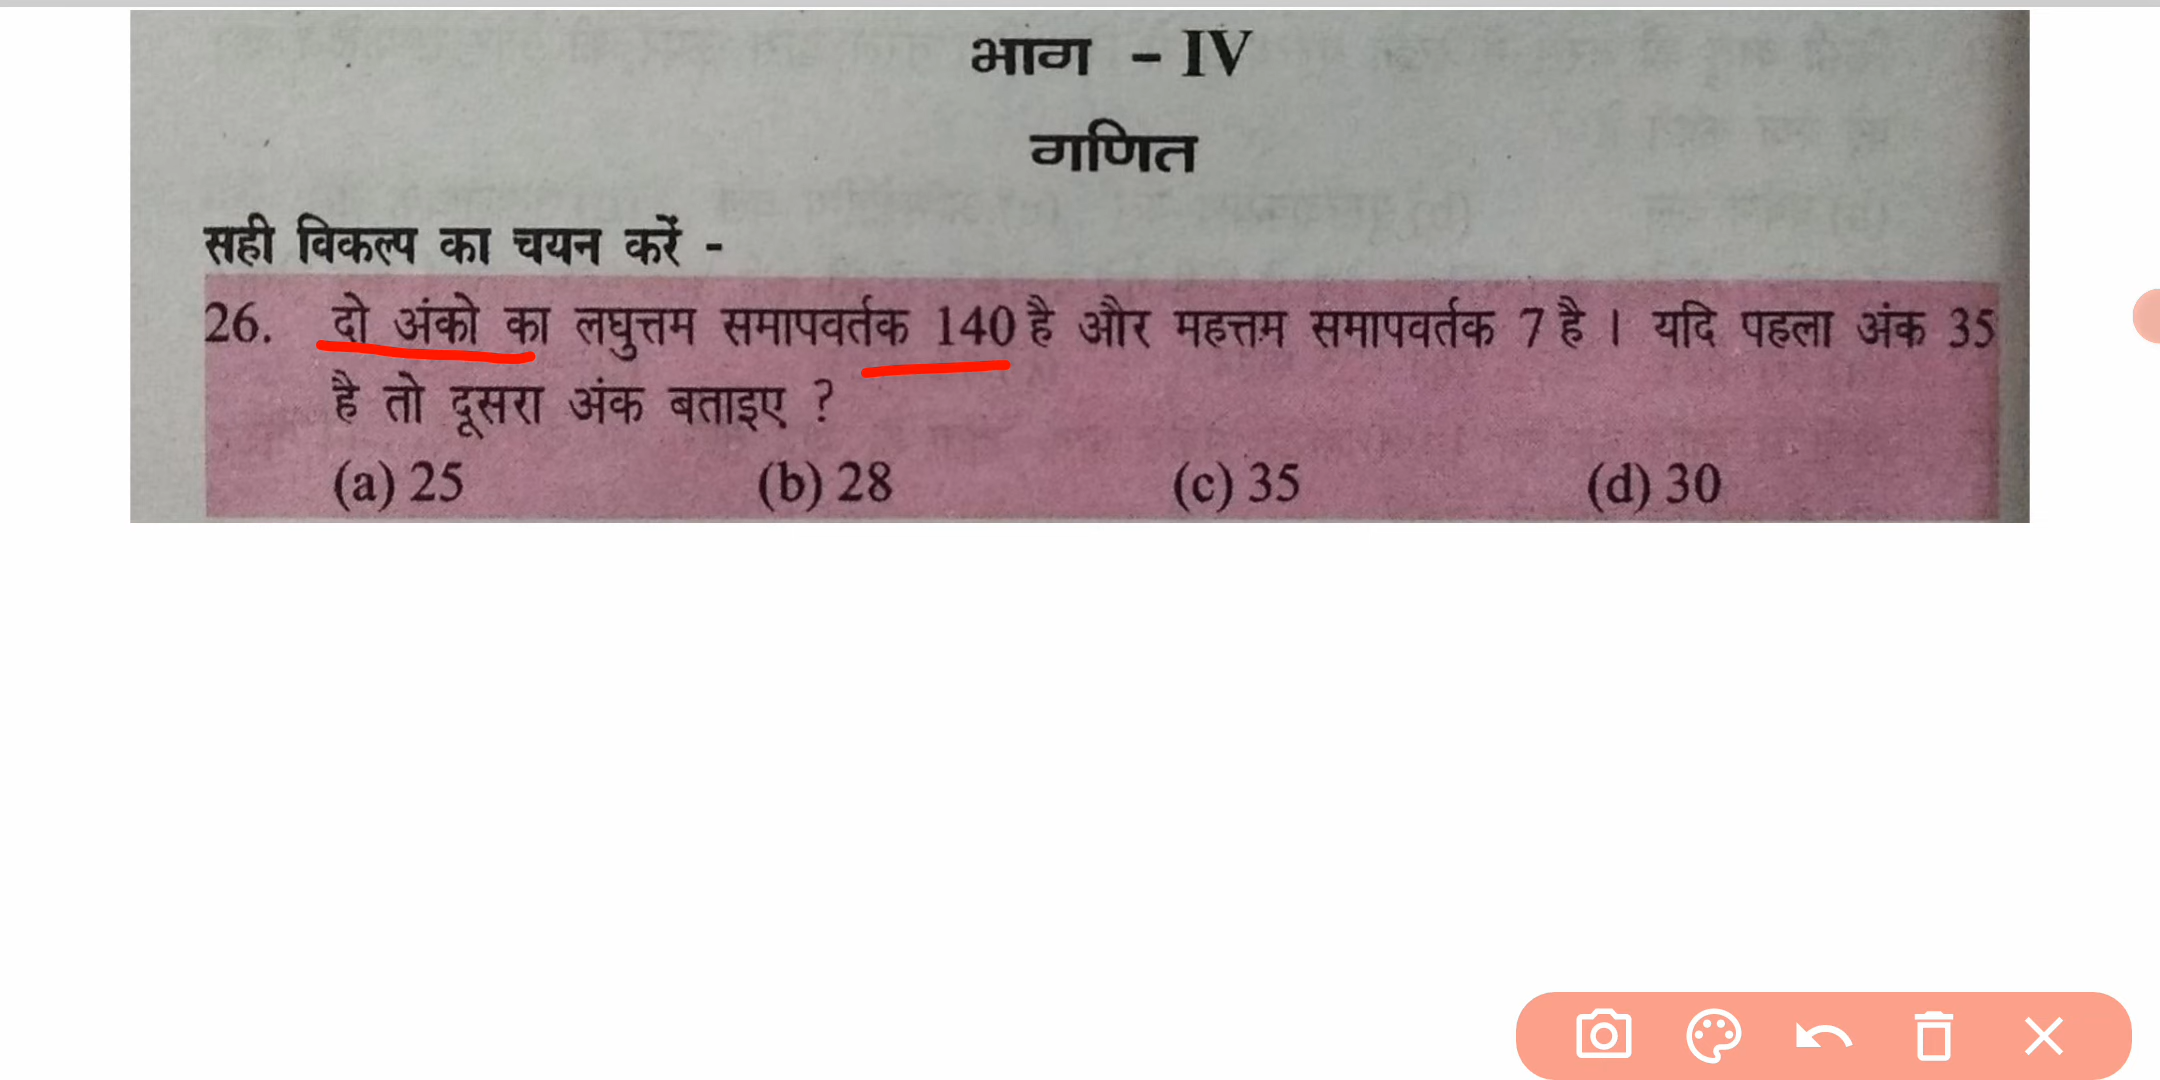 भाग - IV
गणित
सही विकल्प का चयन करें -
26. दो अंको का लघुत्तम समापवर्तक 140 है और महत्तम समापवर्तक 7 है । यदि पहला अंक 35
है तो दूसरा अंक बताइए ?
(a) 25 (b) 28 (c) 35 (d) 30